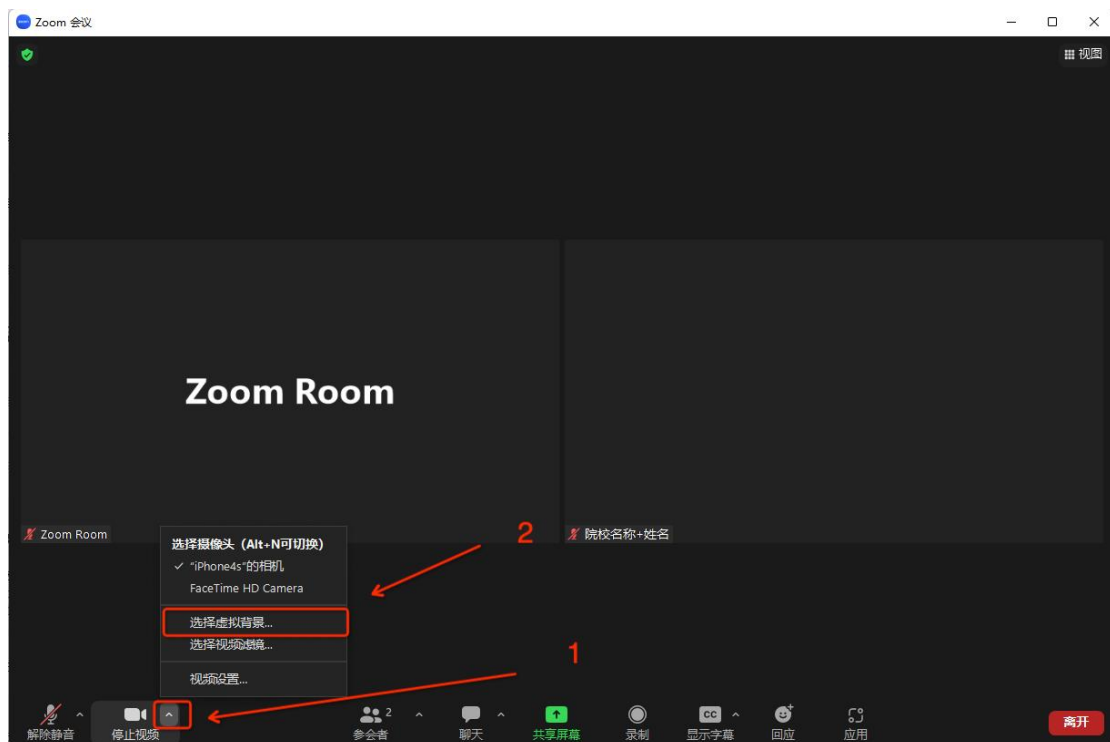 Zoom 会议
视图
Zoom Room
Zoom Room
院校名称+姓名
2
选择摄像头（Alt+N可切换）
"iPhone4s"的相机
FaceTime HD Camera
选择虚拟背景...
选择视频滤镜...
视频设置...
1
解除静音
停止视频
2
参会者
聊天
共享屏幕
录制
CC
显示字幕
回应
应用
离开